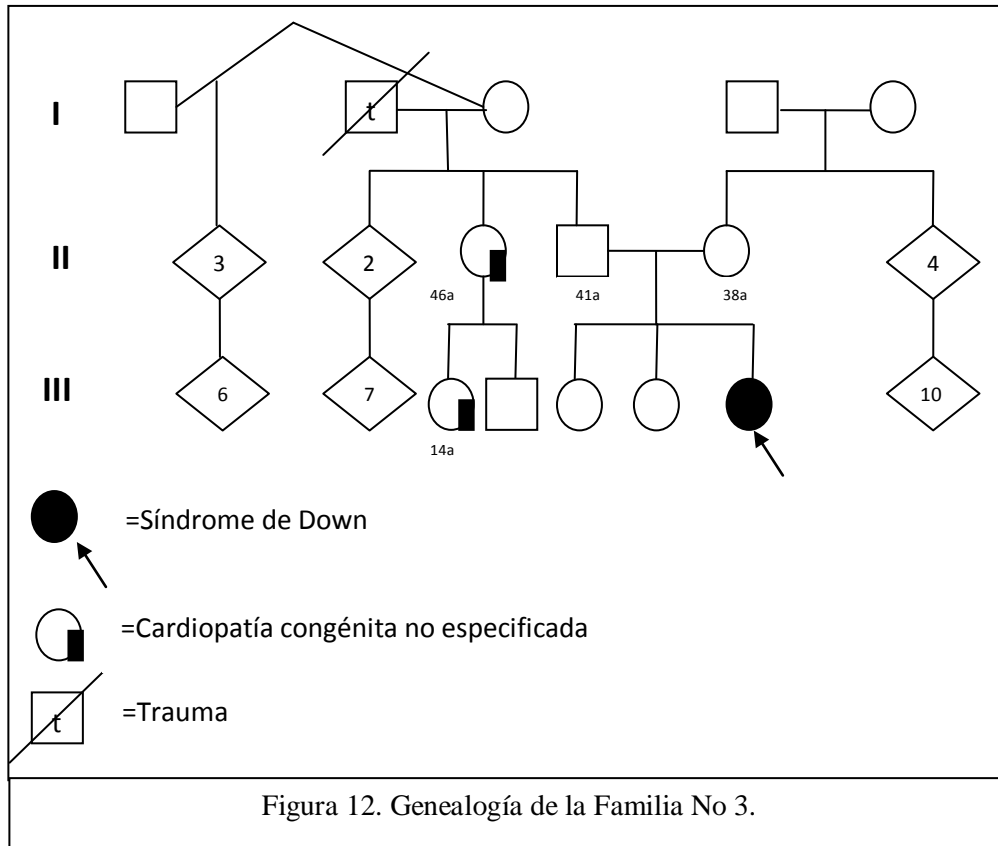 I
t
II
3
2
4
46a
41a
38a
III
6
7
10
14a
=Síndrome de Down
=Cardiopatía congénita no especificada
t
=Trauma
Figura 12. Genealogía de la Familia No 3.